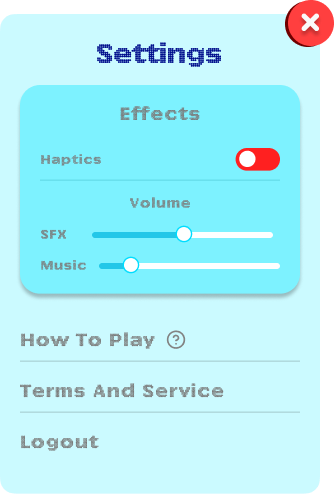 Settings
Effects
Haptics
Volume
SFX
Music
How To Play ?
Terms And Service
Logout